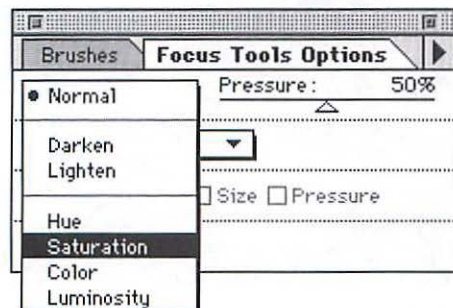 Brushes Focus Tools Options
Normal Pressure: 50%
Darken
Lighten
Size Pressure
Hue
Saturation
Color
Luminosity